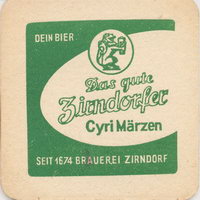 DEIN BIER
Das gute
Zirndorfer
Cyri Märzen
SEIT 1674 BRAUEREI ZIRNDORF